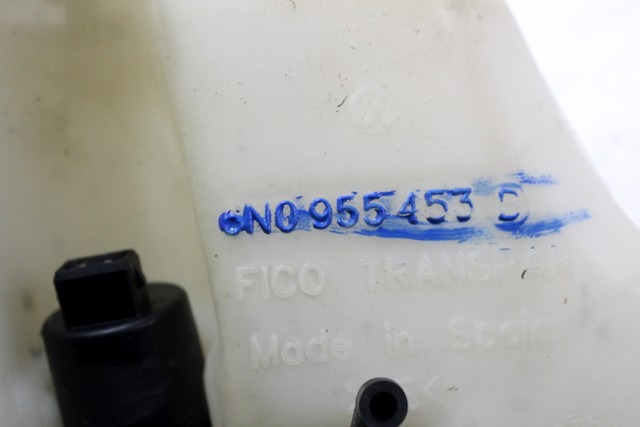 6N0 955 453 D
FICO TRANSPAR
Made in Spain